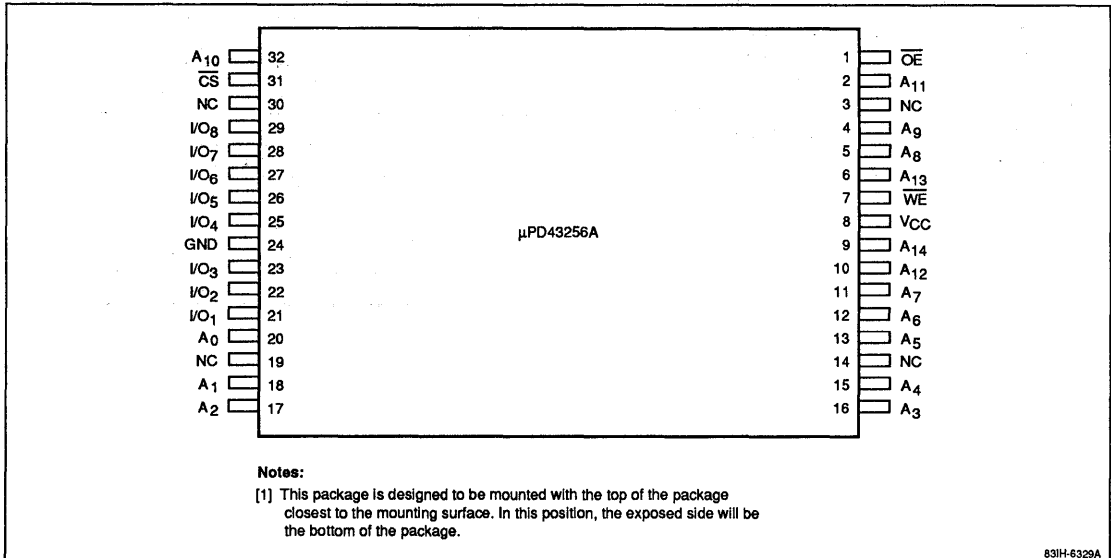 A10 32 1 OE
CS 31 2 A11
NC 30 3 NC
I/O8 29 4 A9
I/O7 28 5 A8
I/O6 27 6 A13
I/O5 26 7 WE
I/O4 25 8 VCC
μPD43256A
GND 24 9 A14
I/O3 23 10 A12
I/O2 22 11 A7
I/O1 21 12 A6
A0 20 13 A5
NC 19 14 NC
A1 18 15 A4
A2 17 16 A3
Notes:
[1] This package is designed to be mounted with the top of the package
closest to the mounting surface. In this position, the exposed side will be
the bottom of the package.
83IH-6329A